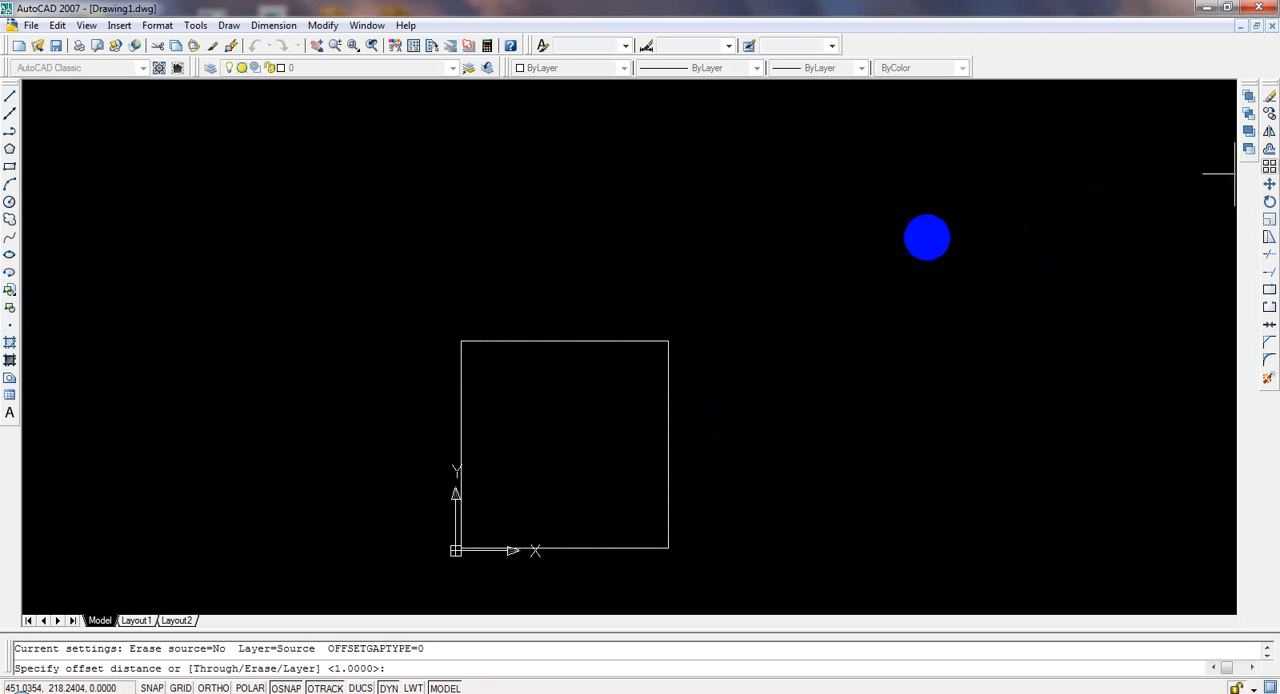 AutoCAD 2007 - [Drawing1.dwg]
File Edit View Insert Format Tools Draw Dimension Modify Window Help
AutoCAD Classic 0 ByLayer ByLayer ByLayer ByColor
A
Y
X
Model Layout1 Layout2
Current settings: Erase source=No Layer=Source OFFSETGAPTYPE=0
Specify offset distance or [Through/Erase/Layer] <1.0000>:
451.0354, 218.2404, 0.0000 SNAP GRID ORTHO POLAR OSNAP OTRACK DUCS DYN LWT MODEL